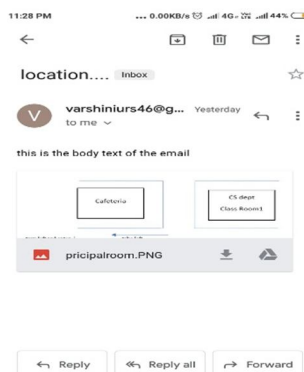 11:28 PM ... 0.00KB/s 4G 44%
location.... Inbox
varshiniurs46@g... Yesterday
to me
this is the body text of the email
Cafeteria
CS dept
Class Room1
pricipalroom.PNG
Reply Reply all Forward